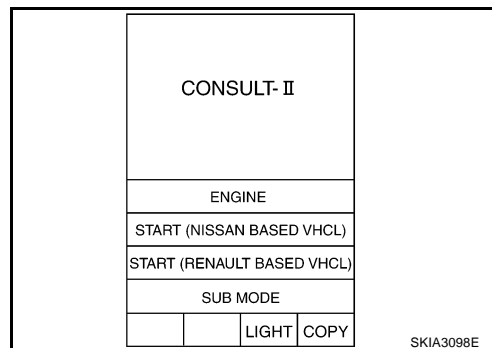 CONSULT-II
ENGINE
START (NISSAN BASED VHCL)
START (RENAULT BASED VHCL)
SUB MODE
LIGHT COPY
SKIA3098E